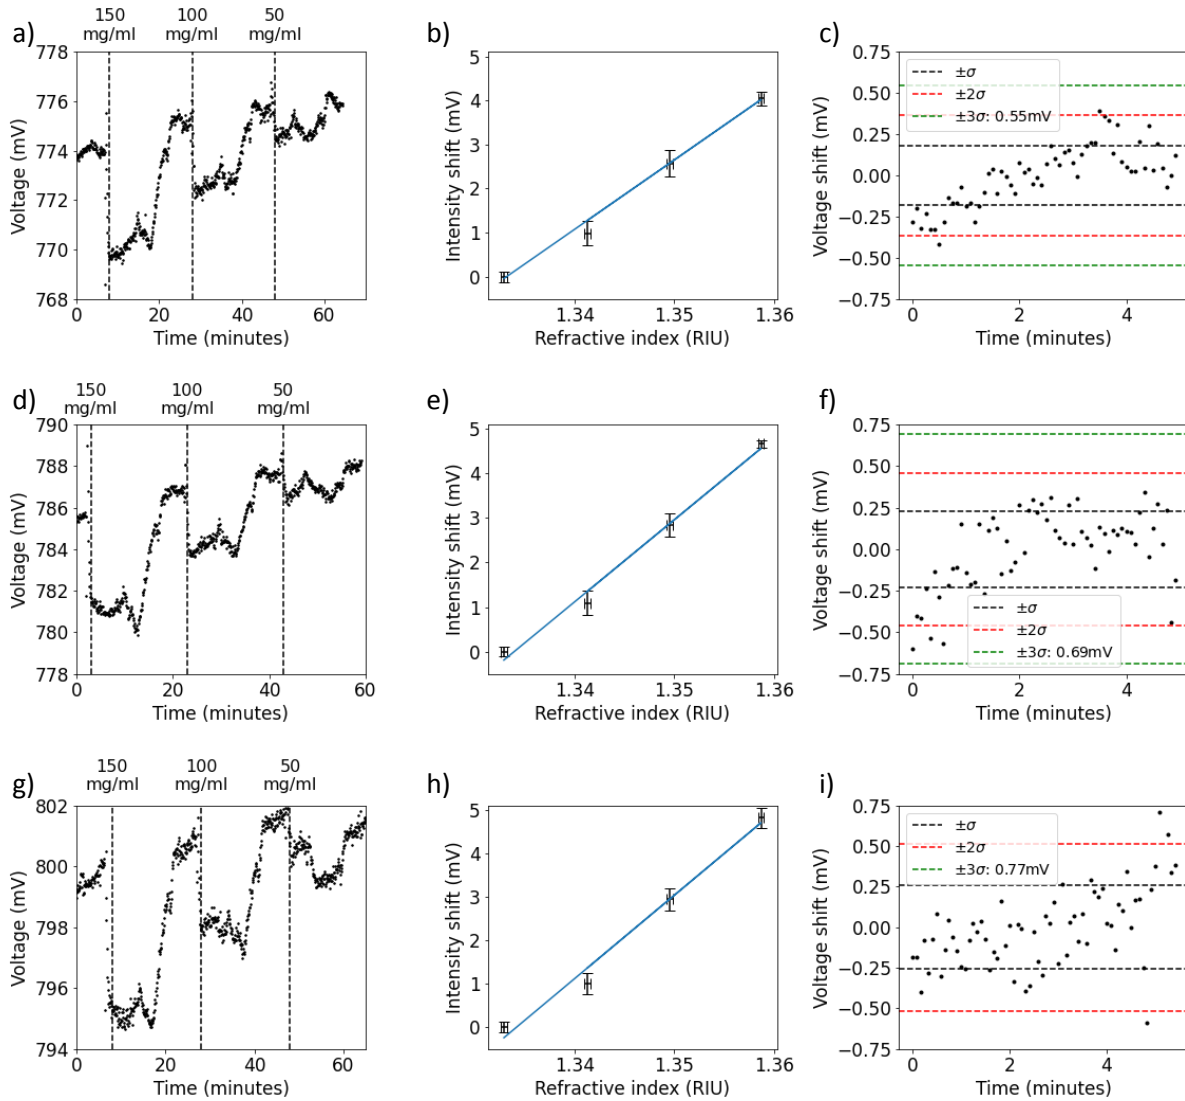 a)
150
mg/ml
100
mg/ml
50
mg/ml
778
776
774
772
770
768
Voltage (mV)
0
20
40
60
Time (minutes)
b)
5
4
3
2
1
0
Intensity shift (mV)
1.34
1.35
1.36
Refractive index (RIU)
c)
0.75
0.50
0.25
0.00
−0.25
−0.50
−0.75
Voltage shift (mV)
±σ
±2σ
±3σ: 0.55mV
0
2
4
Time (minutes)
d)
150
mg/ml
100
mg/ml
50
mg/ml
790
788
786
784
781
780
778
Voltage (mV)
0
20
40
60
Time (minutes)
e)
5
4
3
2
1
0
Intensity shift (mV)
1.34
1.35
1.36
Refractive index (RIU)
f)
0.75
0.50
0.25
0.00
−0.25
−0.50
−0.75
Voltage shift (mV)
±σ
±2σ
±3σ: 0.69mV
0
2
4
Time (minutes)
g)
150
mg/ml
100
mg/ml
50
mg/ml
802
800
798
796
794
Voltage (mV)
0
20
40
60
Time (minutes)
h)
5
4
3
2
1
0
Intensity shift (mV)
1.34
1.35
1.36
Refractive index (RIU)
i)
0.75
0.50
0.25
0.00
−0.25
−0.50
−0.75
Voltage shift (mV)
±σ
±2σ
±3σ: 0.77mV
0
2
4
Time (minutes)